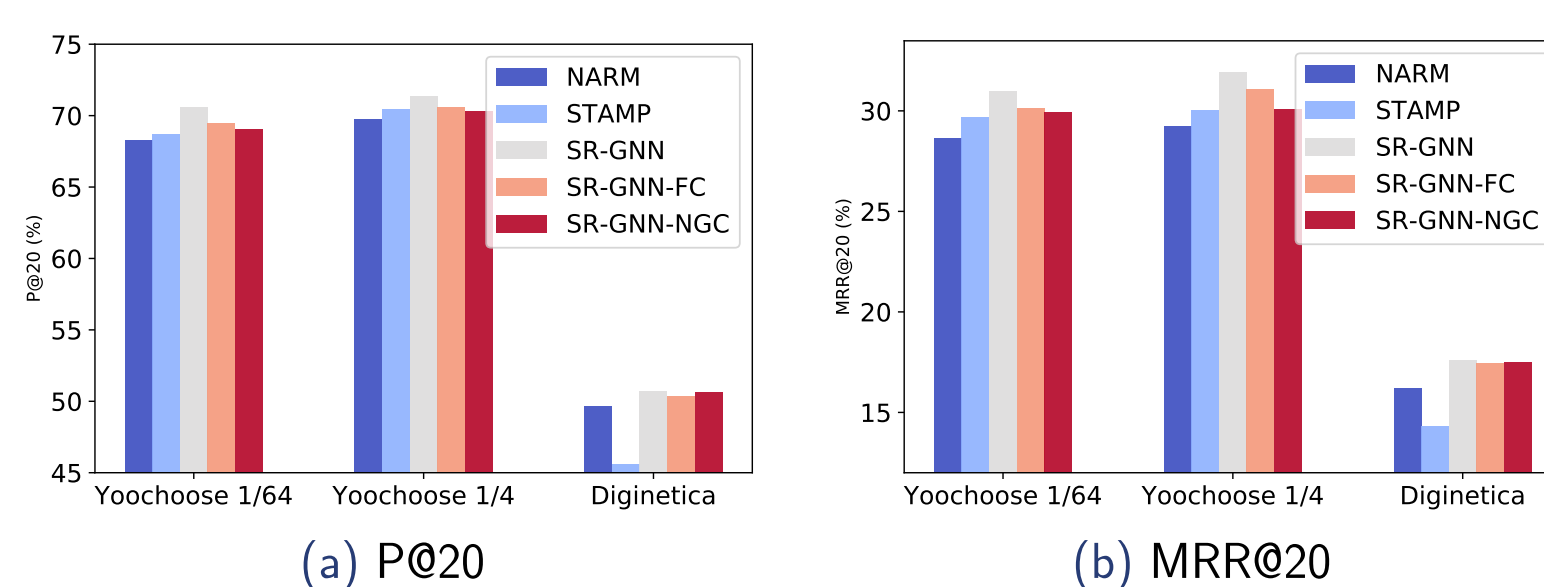 75
70
65
60
55
50
45
P@20 (%)
NARM
STAMP
SR-GNN
SR-GNN-FC
SR-GNN-NGC
Yoochoose 1/64 Yoochoose 1/4 Diginetica
(a) P@20
30
25
20
15
MRR@20 (%)
NARM
STAMP
SR-GNN
SR-GNN-FC
SR-GNN-NGC
Yoochoose 1/64 Yoochoose 1/4 Diginetica
(b) MRR@20